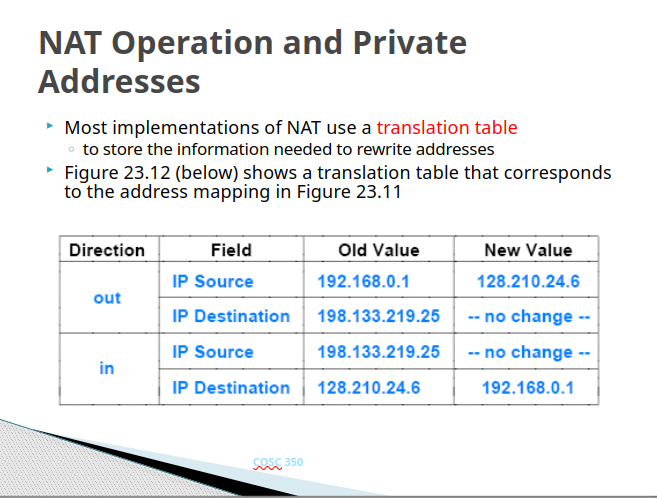 NAT Operation and Private
Addresses
Most implementations of NAT use a translation table
to store the information needed to rewrite addresses
Figure 23.12 (below) shows a translation table that corresponds
to the address mapping in Figure 23.11
Direction Field Old Value New Value
out
IP Source 192.168.0.1 128.210.24.6
IP Destination 198.133.219.25 -- no change --
in
IP Source 198.133.219.25 -- no change --
IP Destination 128.210.24.6 192.168.0.1
COSC 350